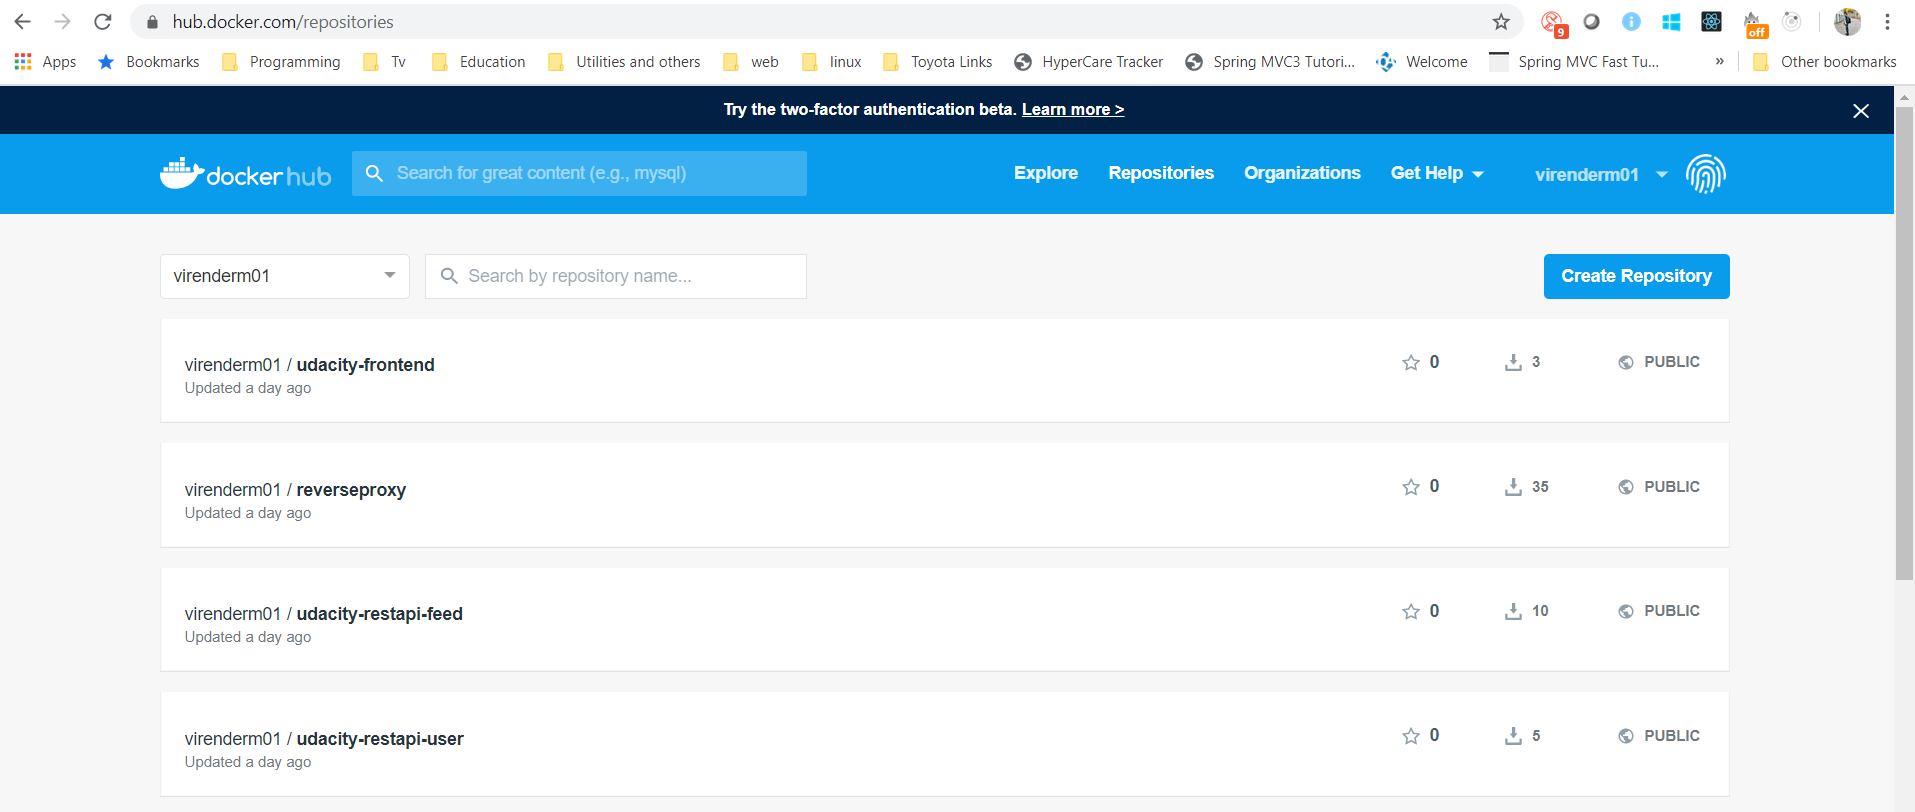 hub.docker.com/repositories
9
off
Apps Bookmarks Programming Tv Education Utilities and others web linux Toyota Links HyperCare Tracker Spring MVC3 Tutori... Welcome Spring MVC Fast Tu... » Other bookmarks
Try the two-factor authentication beta. Learn more >
docker hub Search for great content (e.g., mysql) Explore Repositories Organizations Get Help virenderm01
virenderm01 Search by repository name... Create Repository
virenderm01 / udacity-frontend 0 3 PUBLIC
Updated a day ago
virenderm01 / reverseproxy 0 35 PUBLIC
Updated a day ago
virenderm01 / udacity-restapi-feed 0 10 PUBLIC
Updated a day ago
virenderm01 / udacity-restapi-user 0 5 PUBLIC
Updated a day ago